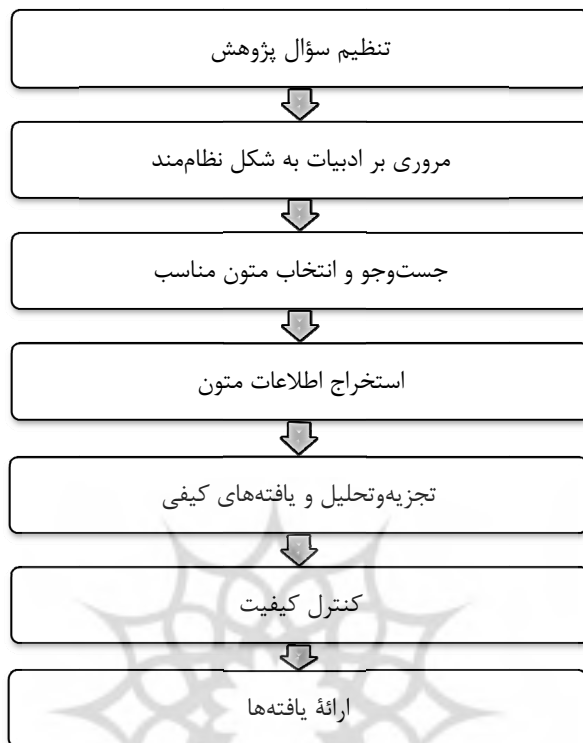 تنظیم سؤال پژوهش
مروری بر ادبیات به شکل نظام‌مند
جست‌وجو و انتخاب متون مناسب
استخراج اطلاعات متون
تجزیه‌وتحلیل و یافته‌های کیفی
کنترل کیفیت
ارائۀ یافته‌ها